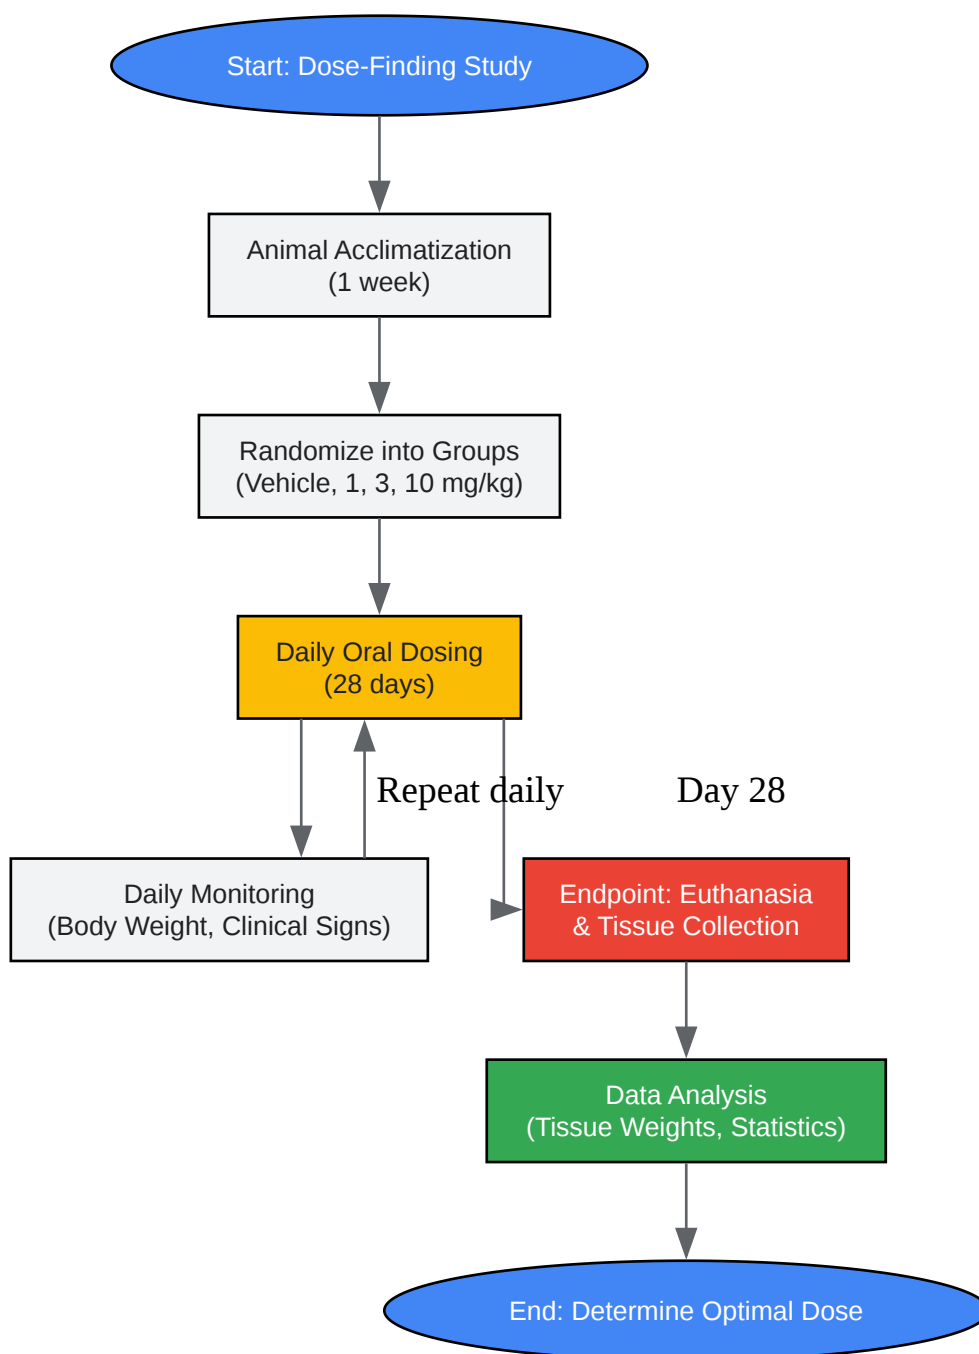 Start: Dose-Finding Study
Animal Acclimatization
(1 week)
Randomize into Groups
(Vehicle, 1, 3, 10 mg/kg)
Daily Oral Dosing
(28 days)
Repeat daily
Day 28
Daily Monitoring
(Body Weight, Clinical Signs)
Endpoint: Euthanasia
& Tissue Collection
Data Analysis
(Tissue Weights, Statistics)
End: Determine Optimal Dose